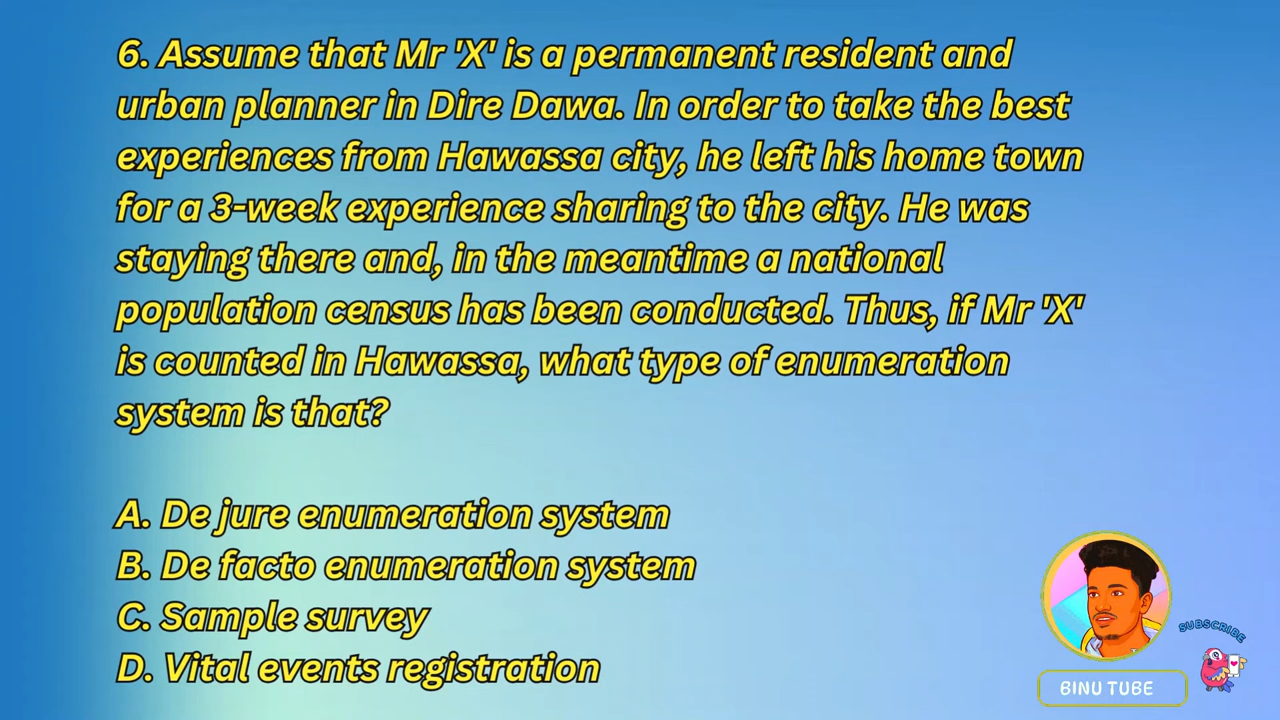 6. Assume that Mr 'X' is a permanent resident and
urban planner in Dire Dawa. In order to take the best
experiences from Hawassa city, he left his home town
for a 3-week experience sharing to the city. He was
staying there and, in the meantime a national
population census has been conducted. Thus, if Mr 'X'
is counted in Hawassa, what type of enumeration
system is that?
A. De jure enumeration system
B. De facto enumeration system
C. Sample survey
D. Vital events registration
SUBSCRIBE
BINU TUBE